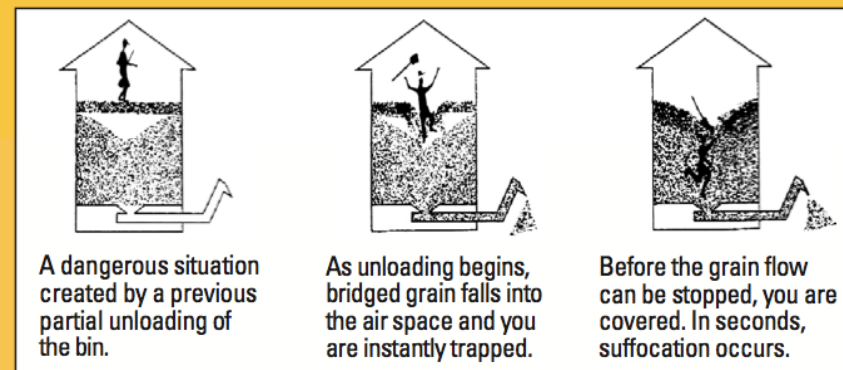 A dangerous situation
created by a previous
partial unloading of
the bin.
As unloading begins,
bridged grain falls into
the air space and you
are instantly trapped.
Before the grain flow
can be stopped, you are
covered. In seconds,
suffocation occurs.